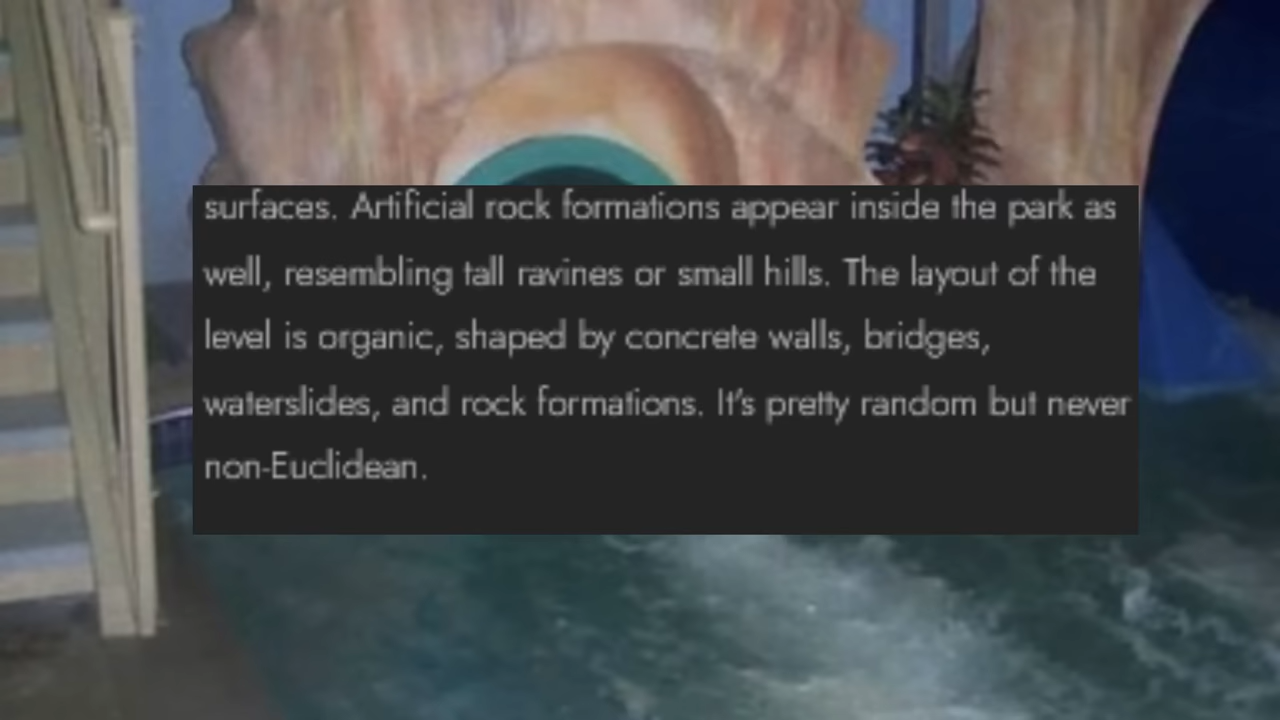 surfaces. Artificial rock formations appear inside the park as
well, resembling tall ravines or small hills. The layout of the
level is organic, shaped by concrete walls, bridges,
waterslides, and rock formations. It's pretty random but never
non-Euclidean.